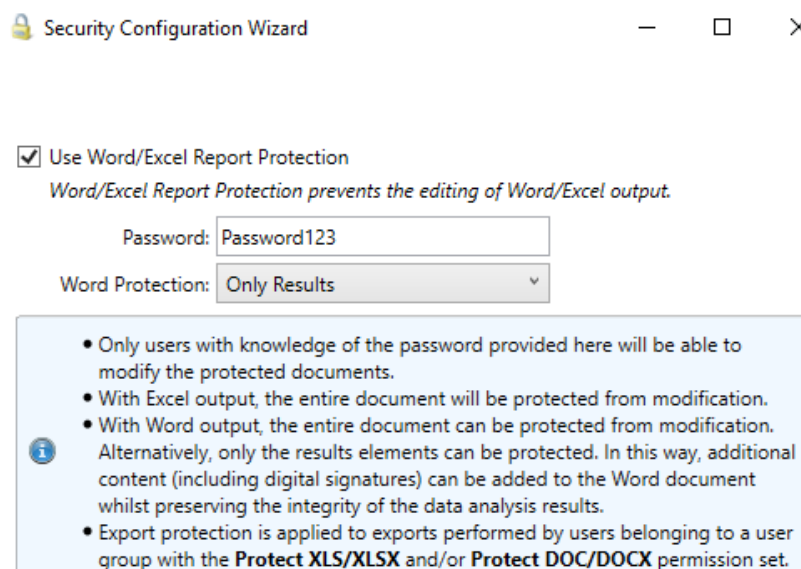 Security Configuration Wizard
Use Word/Excel Report Protection
Word/Excel Report Protection prevents the editing of Word/Excel output.
Password: Password123
Word Protection: Only Results
• Only users with knowledge of the password provided here will be able to
modify the protected documents.
• With Excel output, the entire document will be protected from modification.
• With Word output, the entire document can be protected from modification.
Alternatively, only the results elements can be protected. In this way, additional
content (including digital signatures) can be added to the Word document
whilst preserving the integrity of the data analysis results.
• Export protection is applied to exports performed by users belonging to a user
group with the Protect XLS/XLSX and/or Protect DOC/DOCX permission set.